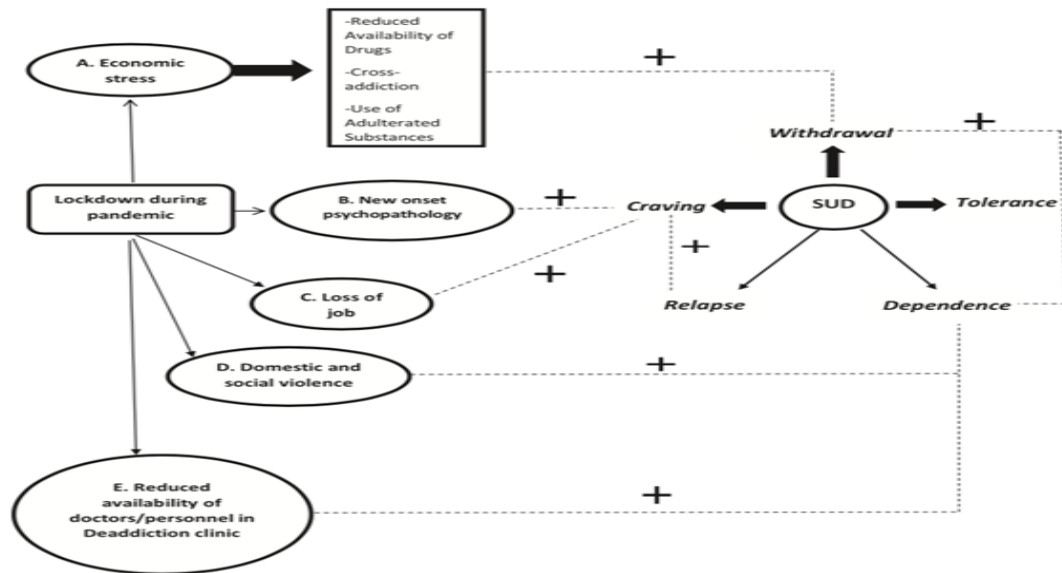 -Reduced
Availability of
Drugs
-Cross-
addiction
-Use of
Adulterated
Substances
A. Economic
stress
+
Withdrawal
+
Lockdown during
pandemic
B. New onset
psychopathology
+
Craving
SUD
Tolerance
+
+
C. Loss of
job
Relapse
Dependence
D. Domestic and
social violence
+
E. Reduced
availability of
doctors/personnel in
Deaddiction clinic
+